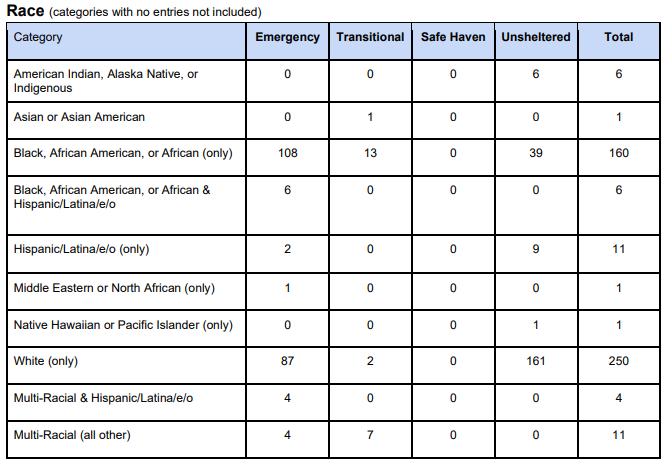 Race (categories with no entries not included)
Category Emergency Transitional Safe Haven Unsheltered Total
American Indian, Alaska Native, or
Indigenous 0 0 0 6 6
Asian or Asian American 0 1 0 0 1
Black, African American, or African (only) 108 13 0 39 160
Black, African American, or African &
Hispanic/Latina/e/o 6 0 0 0 6
Hispanic/Latina/e/o (only) 2 0 0 9 11
Middle Eastern or North African (only) 1 0 0 0 1
Native Hawaiian or Pacific Islander (only) 0 0 0 1 1
White (only) 87 2 0 161 250
Multi-Racial & Hispanic/Latina/e/o 4 0 0 0 4
Multi-Racial (all other) 4 7 0 0 11